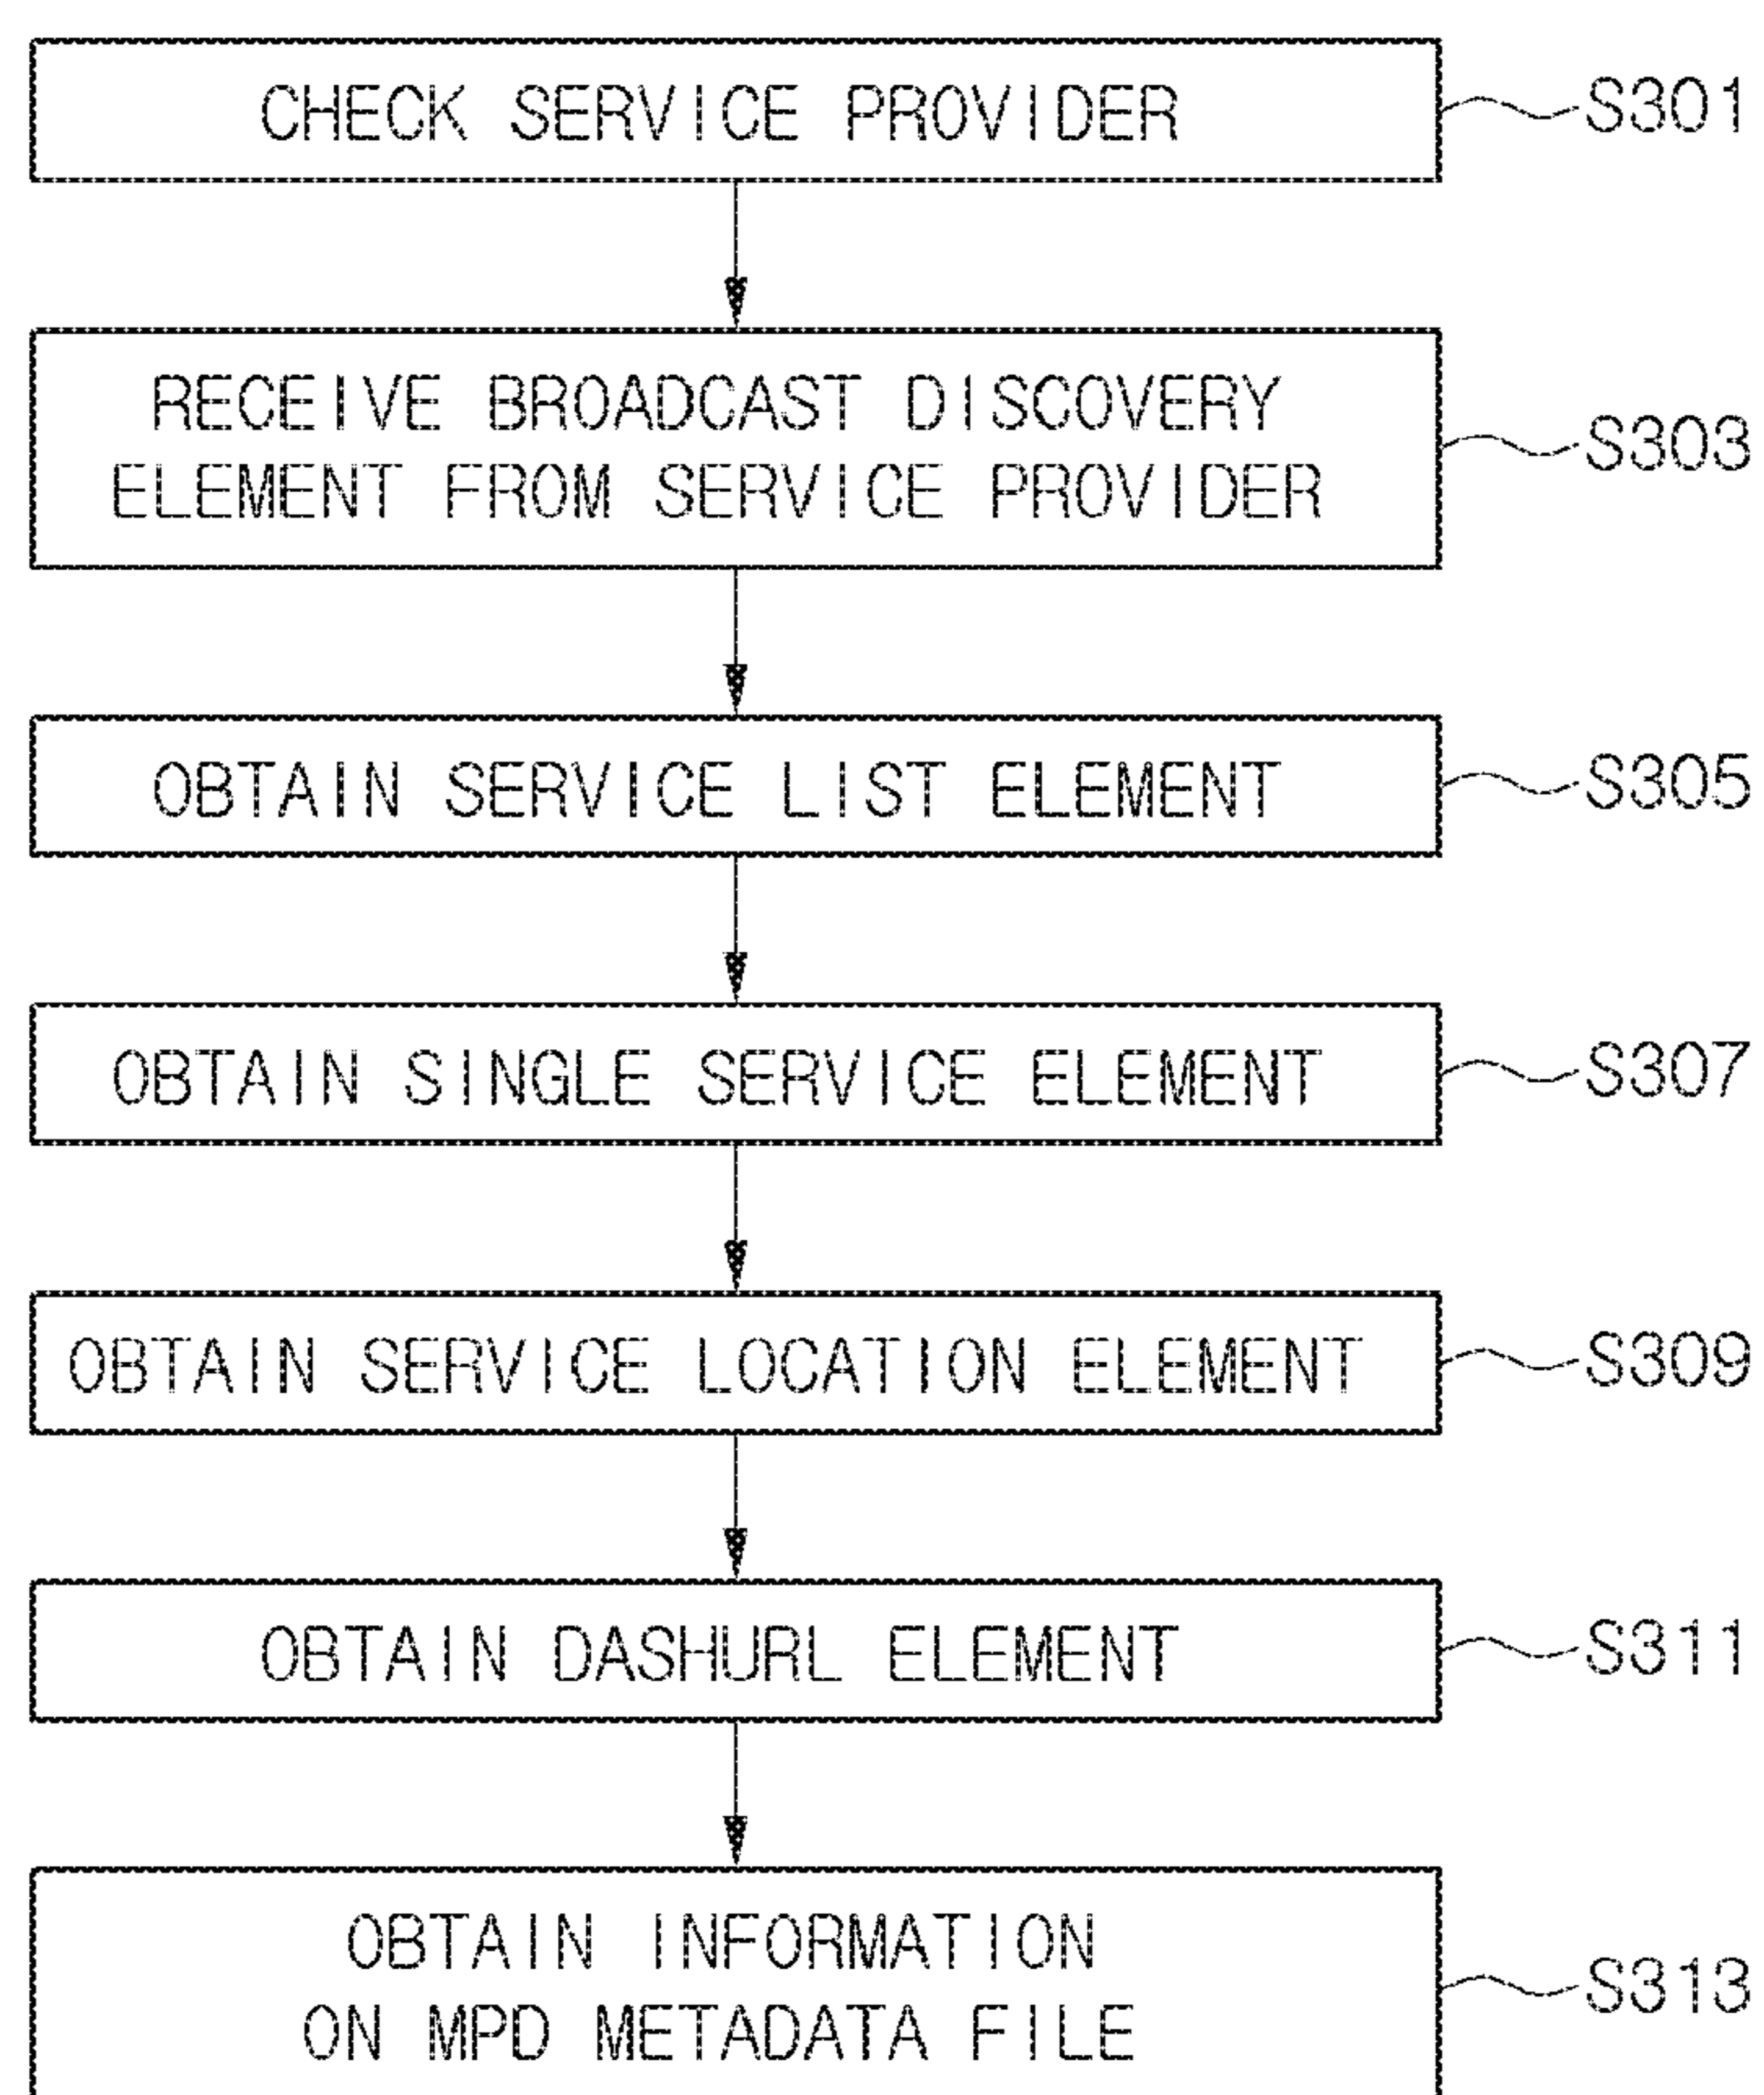 CHECK SERVICE PROVIDER
S301
RECEIVE BROADCAST DISCOVERY
ELEMENT FROM SERVICE PROVIDER
S303
OBTAIN SERVICE LIST ELEMENT
S305
OBTAIN SINGLE SERVICE ELEMENT
S307
OBTAIN SERVICE LOCATION ELEMENT
S309
OBTAIN DASHURL ELEMENT
S311
OBTAIN INFORMATION
ON MPD METADATA FILE
S313